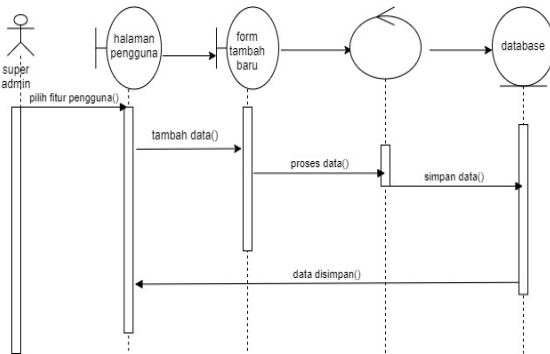 halaman
pengguna
form
tambah
baru
database
super
admin
pilih fitur pengguna()
tambah data()
proses data()
simpan data()
data disimpan()